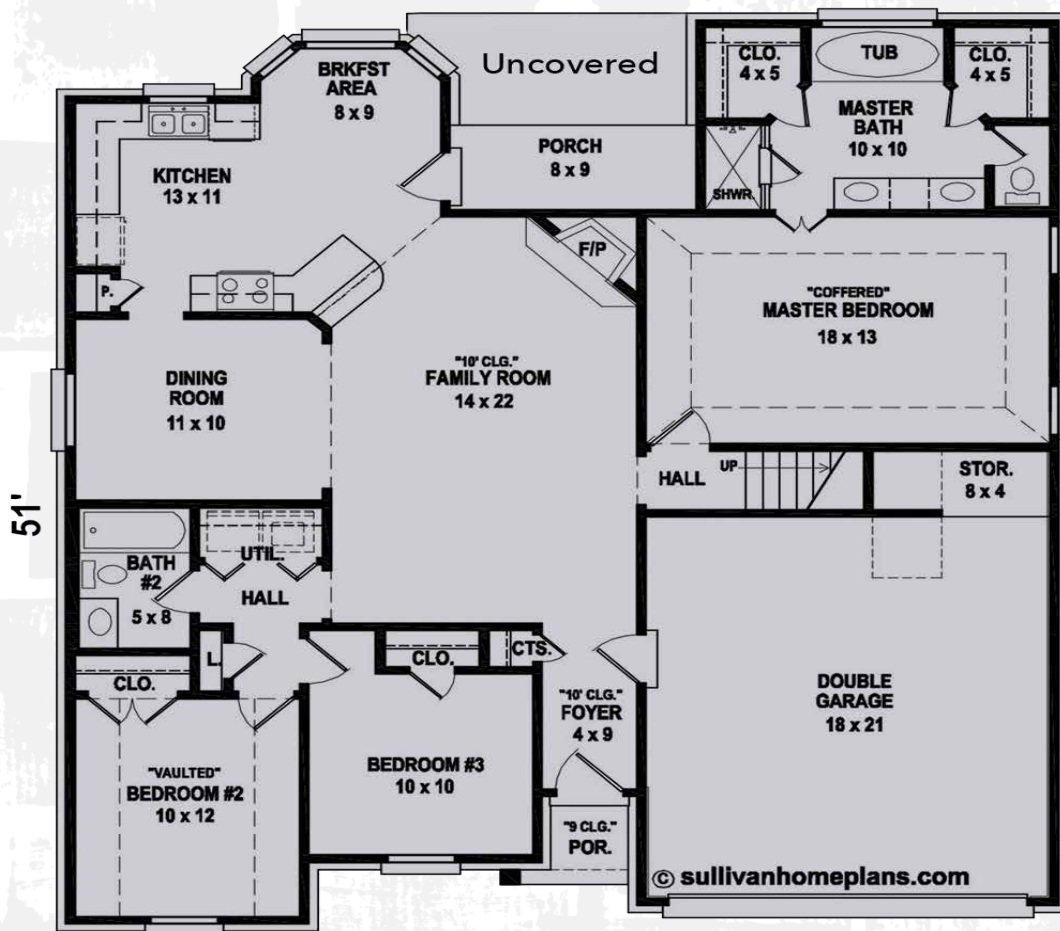 Uncovered
CLO.
4 x 5
TUB
CLO.
4 x 5
BRKFST
AREA
8 x 9
MASTER
BATH
10 x 10
PORCH
8 x 9
KITCHEN
13 x 11
SHWR
F/P
P.
"COFFERED"
MASTER BEDROOM
18 x 13
DINING
ROOM
11 x 10
"10' CLG."
FAMILY ROOM
14 x 22
HALL
UP
STOR.
8 x 4
51'
BATH
#2
5 x 8
UTIL.
HALL
L.
CLO.
CLO.
CTS.
"10' CLG."
FOYER
4 x 9
DOUBLE
GARAGE
18 x 21
"VAULTED"
BEDROOM #2
10 x 12
BEDROOM #3
10 x 10
"9 CLG."
POR.
© sullivanhomeplans.com